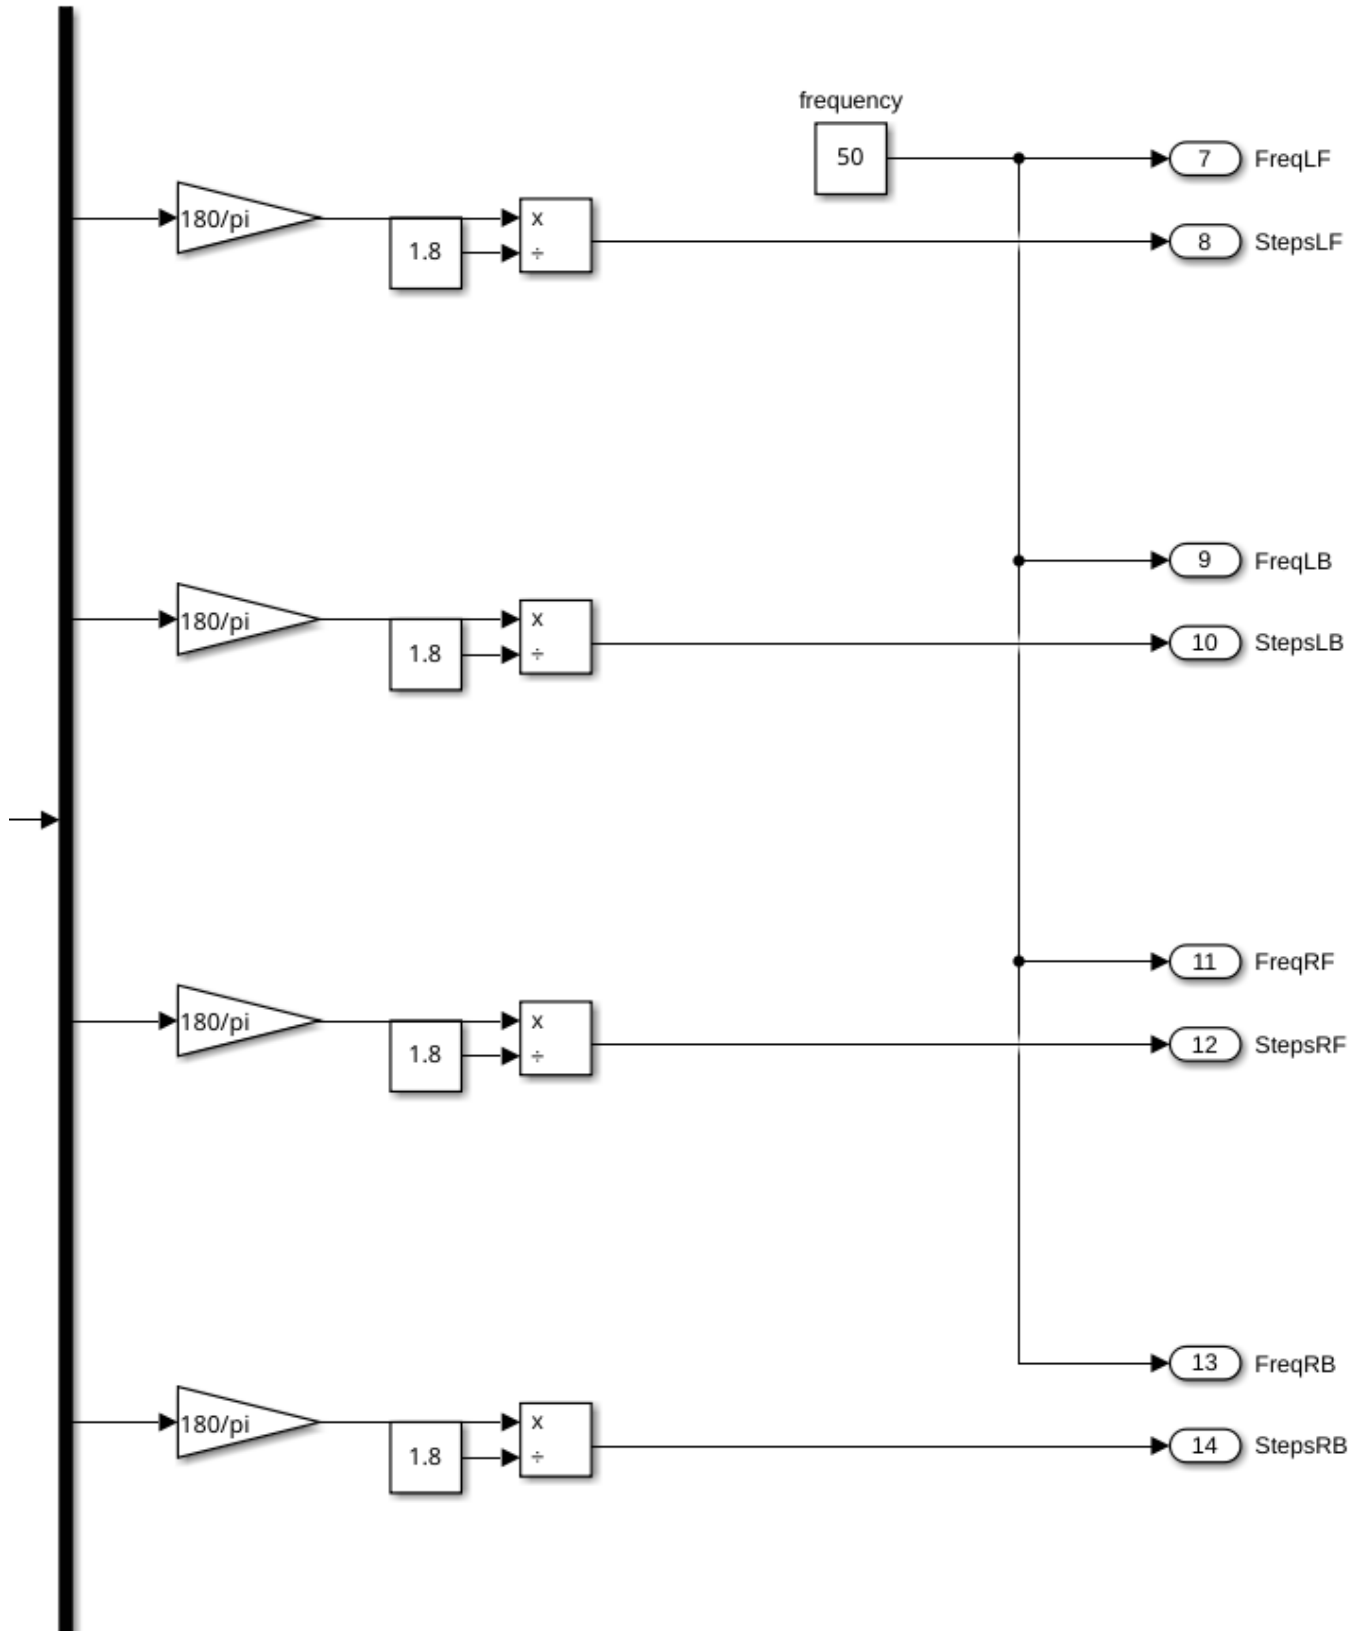 frequency
50
7 FreqLF
180/pi
x
1.8
÷
8 StepsLF
9 FreqLB
180/pi
x
1.8
÷
10 StepsLB
11 FreqRF
180/pi
x
1.8
÷
12 StepsRF
13 FreqRB
180/pi
x
1.8
÷
14 StepsRB